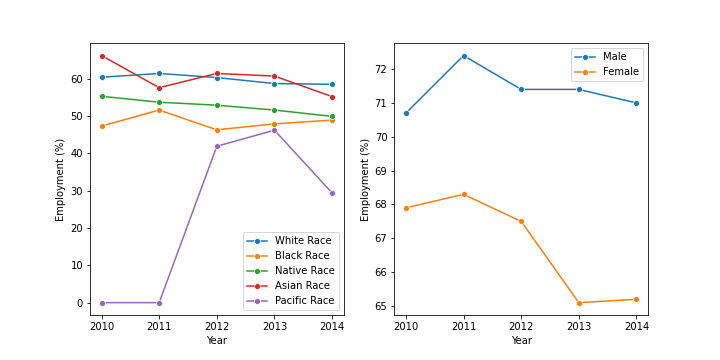 Employment (%)
60
50
40
30
20
10
0
2010 2011 2012 2013 2014
Year
White Race
Black Race
Native Race
Asian Race
Pacific Race
Employment (%)
72
71
70
69
68
67
66
65
2010 2011 2012 2013 2014
Year
Male
Female